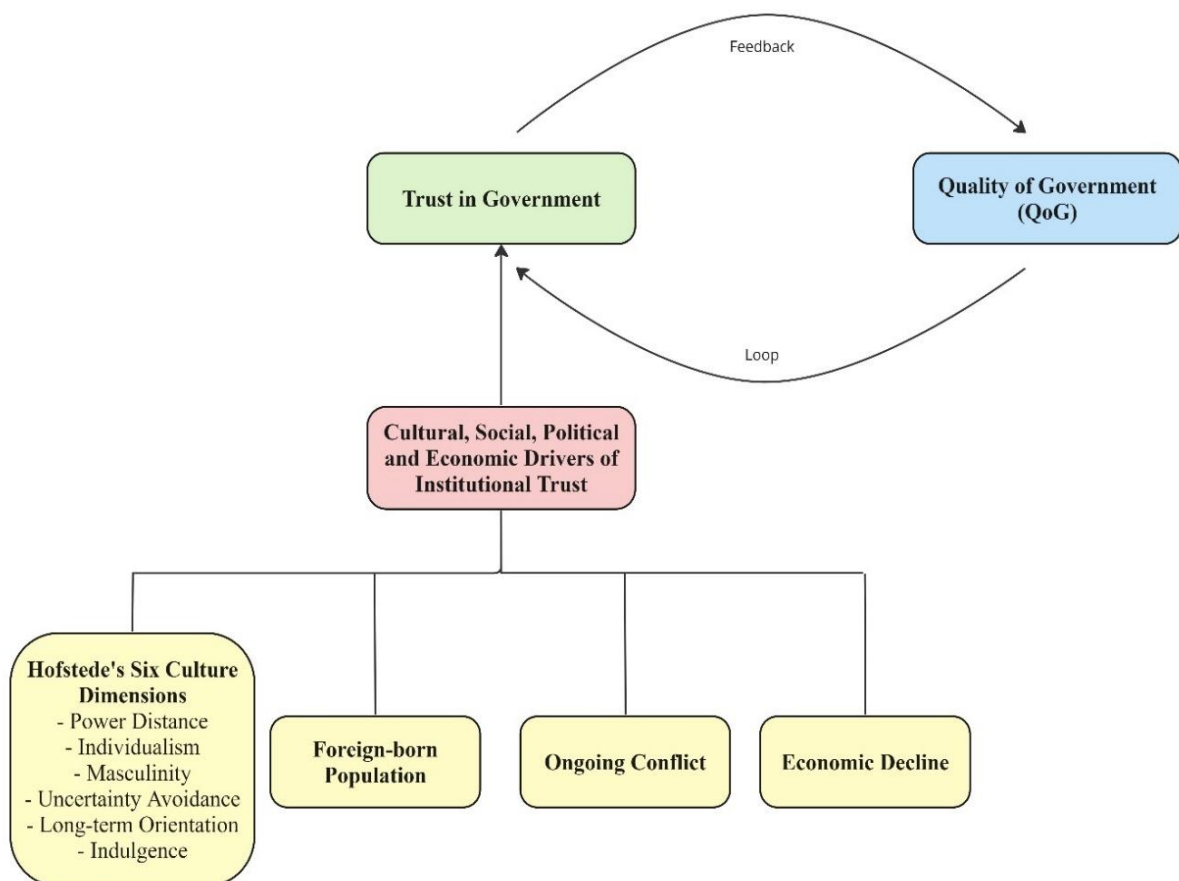 Feedback
Trust in Government
Quality of Government
(QoG)
Loop
Cultural, Social, Political
and Economic Drivers of
Institutional Trust
Hofstede's Six Culture
Dimensions
- Power Distance
- Individualism
- Masculinity
- Uncertainty Avoidance
- Long-term Orientation
- Indulgence
Foreign-born
Population
Ongoing Conflict
Economic Decline